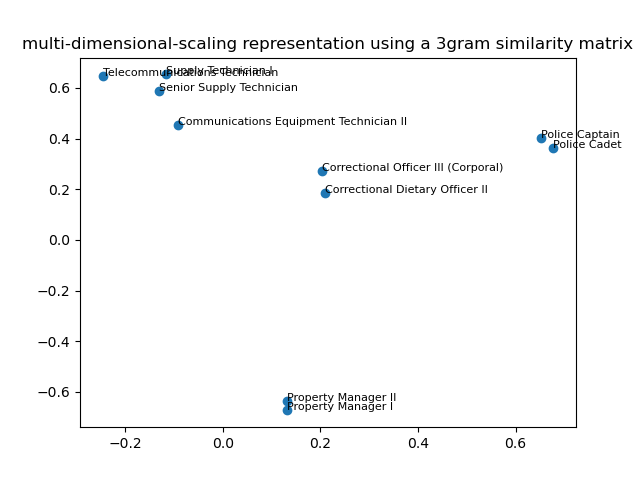 multi-dimensional-scaling representation using a 3gram similarity matrix
Telecommunications Technician
Supply Technician I
Senior Supply Technician
Communications Equipment Technician II
Police Captain
Police Cadet
Correctional Officer III (Corporal)
Correctional Dietary Officer II
Property Manager II
Property Manager I
0.6
0.4
0.2
0.0
−0.2
−0.4
−0.6
−0.2
0.0
0.2
0.4
0.6